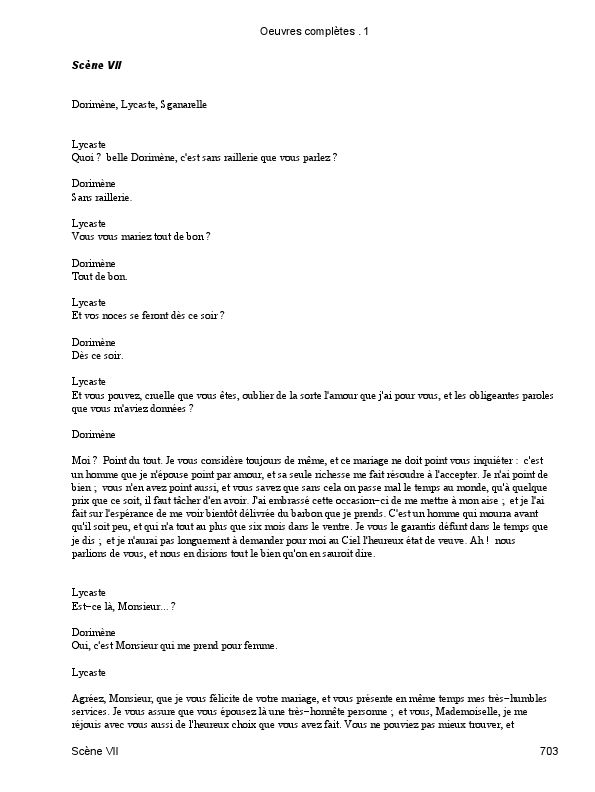 Oeuvres complètes . 1
Scène VII
Dorimène, Lycaste, Sganarelle
Lycaste
Quoi ? belle Dorimène, c'est sans raillerie que vous parlez ?
Dorimène
Sans raillerie.
Lycaste
Vous vous mariez tout de bon ?
Dorimène
Tout de bon.
Lycaste
Et vos noces se feront dès ce soir ?
Dorimène
Dès ce soir.
Lycaste
Et vous pouvez, cruelle que vous êtes, oublier de la sorte l'amour que j'ai pour vous, et les obligeantes paroles
que vous m'aviez données ?
Dorimène
Moi ? Point du tout. Je vous considère toujours de même, et ce mariage ne doit point vous inquiéter : c'est
un homme que je n'épouse point par amour, et sa seule richesse me fait résoudre à l'accepter. Je n'ai point de
bien ; vous n'en avez point aussi, et vous savez que sans cela on passe mal le temps au monde, qu'à quelque
prix que ce soit, il faut tâcher d'en avoir. J'ai embrassé cette occasion-ci de me mettre à mon aise ; et je l'ai
fait sur l'espérance de me voir bientôt délivrée du barbon que je prends. C'est un homme qui mourra avant
qu'il soit peu, et qui n'a tout au plus que six mois dans le ventre. Je vous le garantis défunt dans le temps que
je dis ; et je n'aurai pas longuement à demander pour moi au Ciel l'heureux état de veuve. Ah ! nous
parlions de vous, et nous en disions tout le bien qu'on en sauroit dire.
Lycaste
Est-ce là, Monsieur... ?
Dorimène
Oui, c'est Monsieur qui me prend pour femme.
Lycaste
Agréez, Monsieur, que je vous félicite de votre mariage, et vous présente en même temps mes très-humbles
services. Je vous assure que vous épousez là une très-honnête personne ; et vous, Mademoiselle, je me
réjouis avec vous aussi de l'heureux choix que vous avez fait. Vous ne pouviez pas mieux trouver, et
Scène VII
703